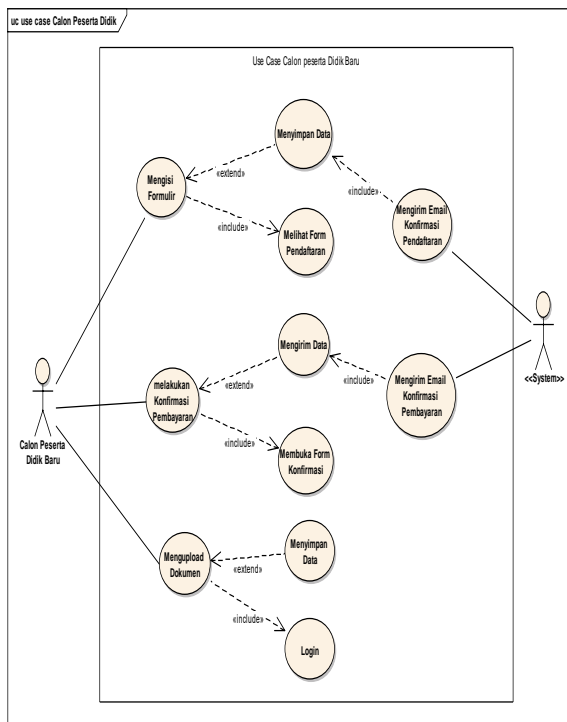 uc use case Calon Peserta Didik
Use Case Calon peserta Didik Baru
Menyimpan Data
«extend»
Mengisi
Formulir
«include»
Mengirim Email
Konfirmasi
Pendaftaran
«include»
Melihat Form
Pendaftaran
Mengirim Data
<<System>>
«extend»
«include»
melakukan
Konfirmasi
Pembayaran
Mengirim Email
Konfirmasi
Pembayaran
Calon Peserta
Didik Baru
«include»
Membuka Form
Konfirmasi
Mengupload
Dokumen
Menyimpan
Data
«extend»
«include»
Login